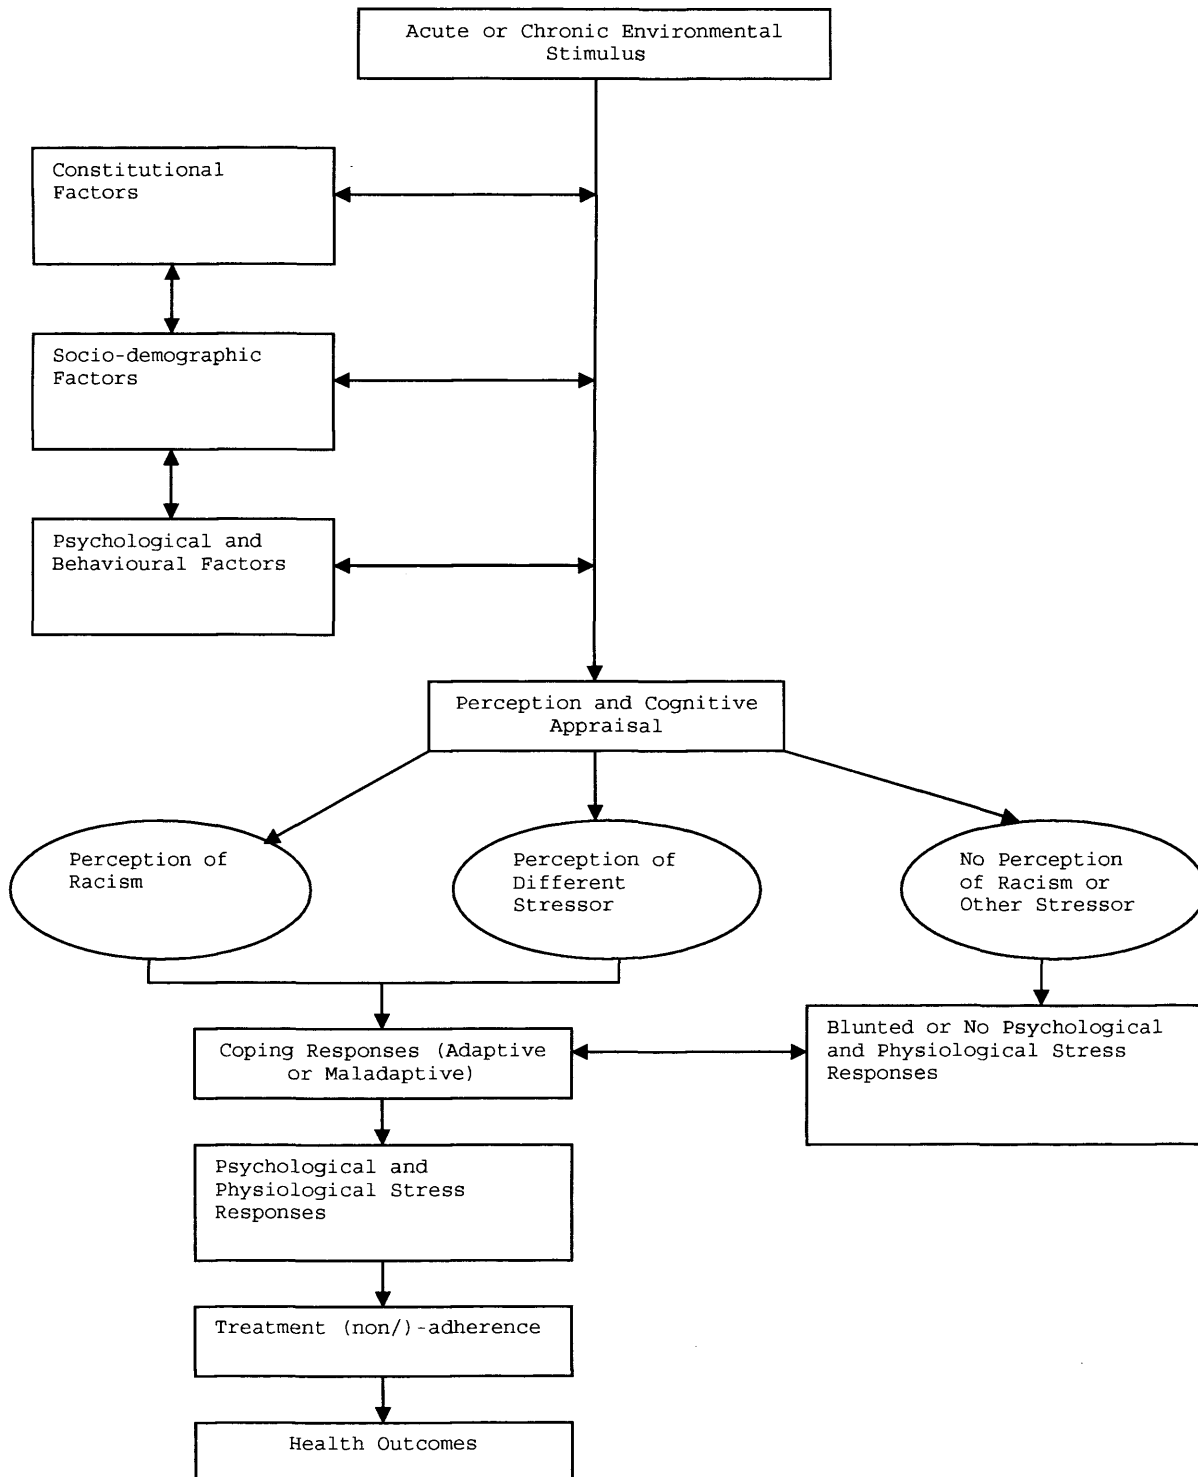 Acute or Chronic Environmental
Stimulus
Constitutional
Factors
Socio-demographic
Factors
Psychological and
Behavioural Factors
Perception and Cognitive
Appraisal
Perception of
Racism
Perception of
Different
Stressor
No Perception
of Racism or
Other Stressor
Coping Responses (Adaptive
or Maladaptive)
Blunted or No Psychological
and Physiological Stress
Responses
Psychological and
Physiological Stress
Responses
Treatment (non/)-adherence
Health Outcomes